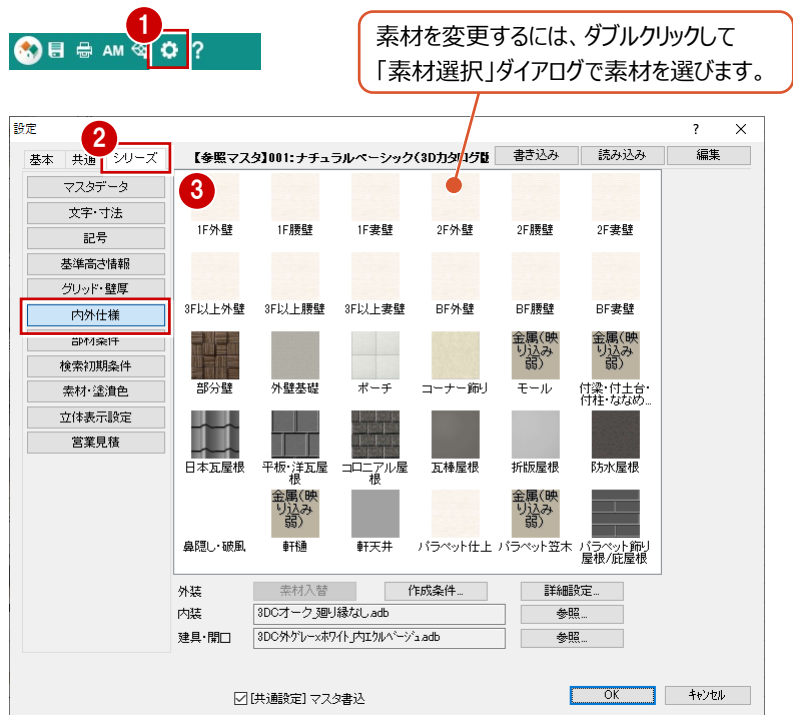 1
AM
?
素材を変更するには、ダブルクリックして
「素材選択」ダイアログで素材を選びます。
設定
? ×
2
基本 共通 シリーズ
【参照マスタ】001:ナチュラルベーシック(3Dカタログ
書き込み 読み込み 編集
3
マスタデータ
文字・寸法
記号
基準高さ情報
グリッド・壁厚
内外仕様
部材条件
検索初期条件
素材・塗潰色
立体表示設定
営業見積
1F外壁 1F腰壁 1F妻壁 2F外壁 2F腰壁 2F妻壁
3F以上外壁 3F以上腰壁 3F以上妻壁 BF外壁 BF腰壁 BF妻壁
金属(映
り込み
弱)
金属(映
り込み
弱)
部分壁 外壁基礎 ポーチ コーナー飾り モール 付梁・付土台・
付柱・ななめ...
日本瓦屋根 平板・洋瓦屋
根 コロニアル屋
根 瓦棒屋根 折版屋根 防水屋根
金属(映
り込み
弱)
金属(映
り込み
弱)
鼻隠し・破風 軒樋 軒天井 パラペット仕上 パラペット笠木 パラペット飾り
屋根/庇屋根
外装 素材入替 作成条件... 詳細設定...
内装 3DCオーク_廻り縁なし.adb 参照...
建具・開口 3DC外グレー×ホワイト_内エクルベージュ.adb 参照...
[共通設定] マスタ書込 OK キャンセル